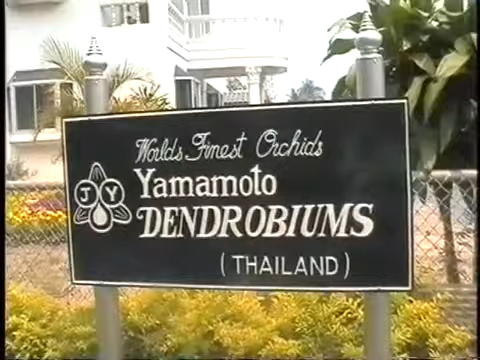 Worlds Finest Orchids
Yamamoto
J Y
DENDROBIUMS
(THAILAND)